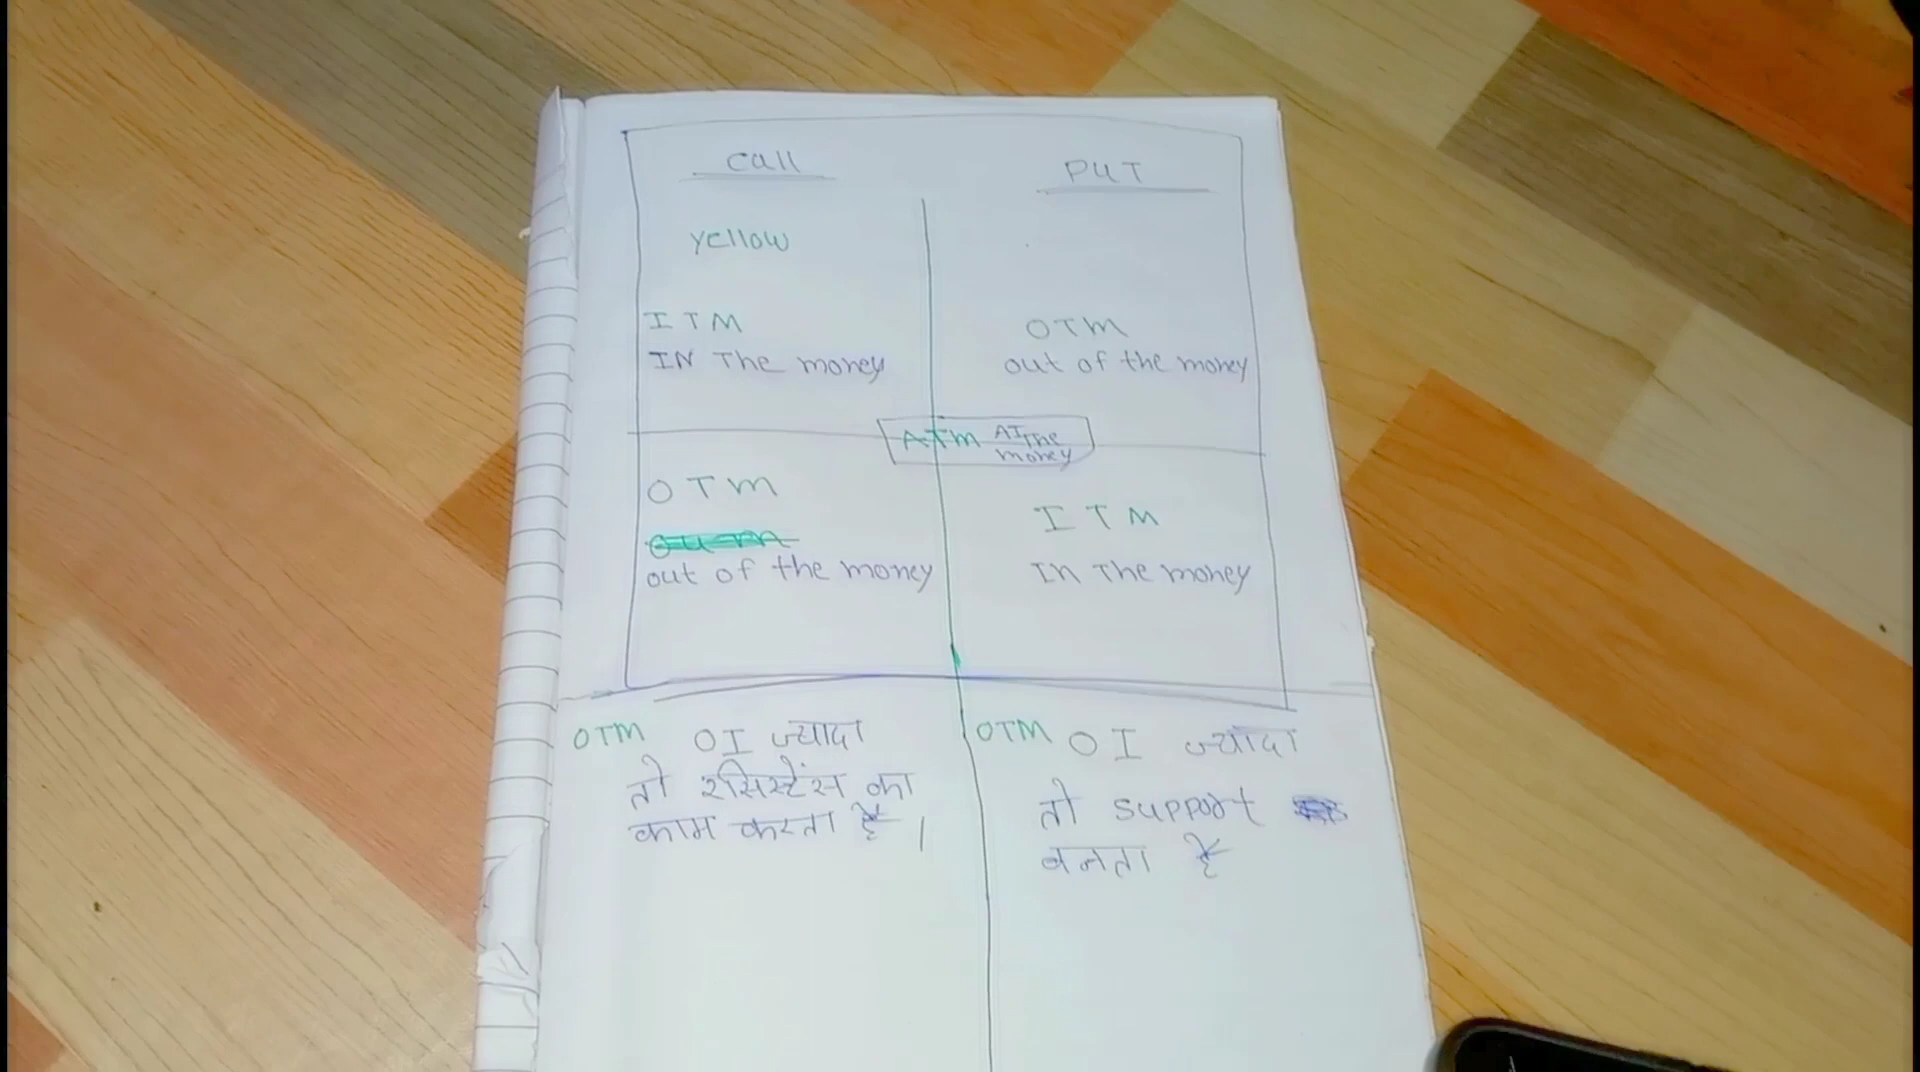 Call
PUT
yellow
ITM
IN The money
OTM
out of the money
ATM AT The money
OTM
out of the money
ITM
In The money
OTM OI ज्यादा
तो रसिस्टेंस का
काम करता है।
OTM OI ज्यादा
तो support
बनता है